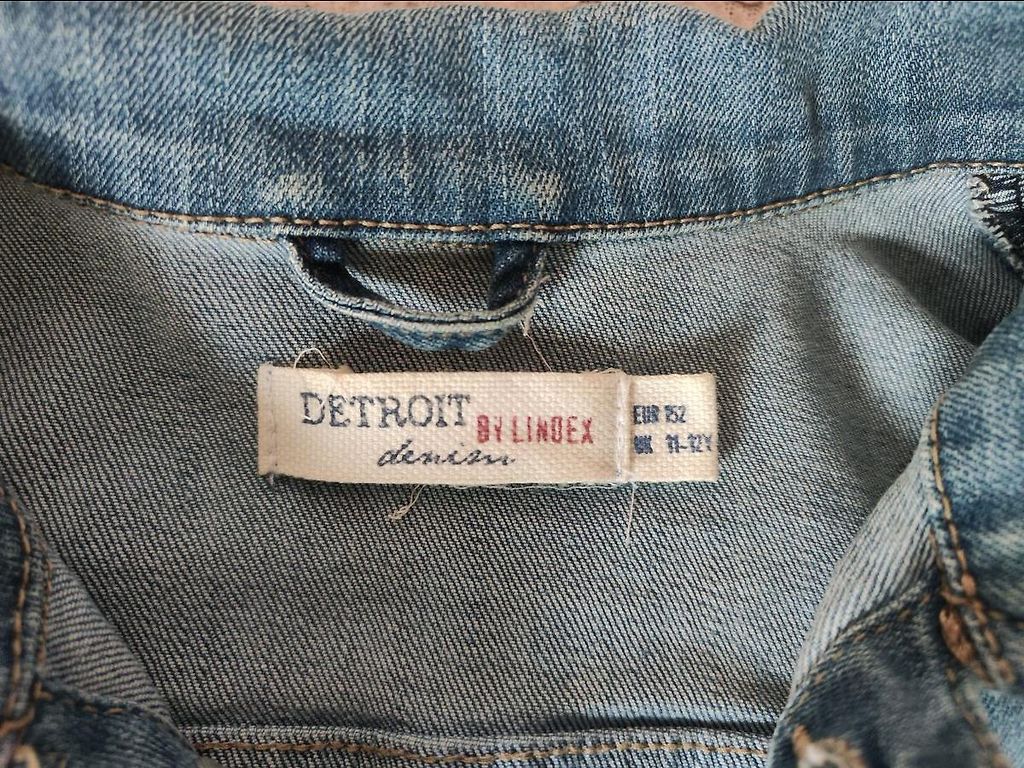 DETROIT
BY LINDEX
denim
EUR 152
UK 11-12Y